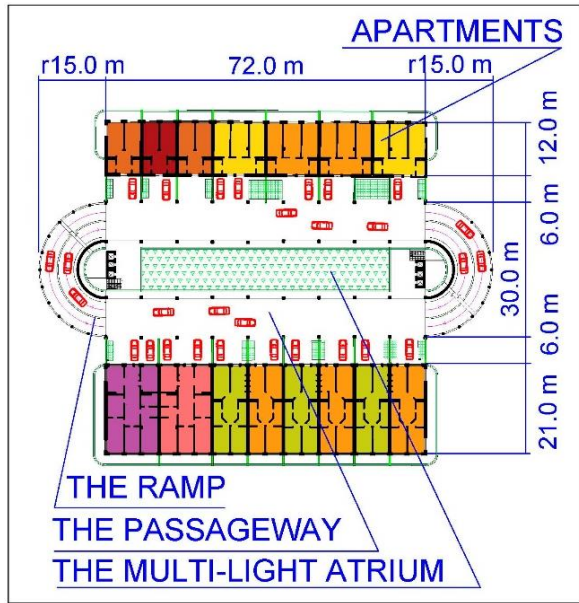 APARTMENTS
r15.0 m
72.0 m
r15.0 m
12.0 m
6.0 m
30.0 m
6.0 m
21.0 m
THE RAMP
THE PASSAGEWAY
THE MULTI-LIGHT ATRIUM